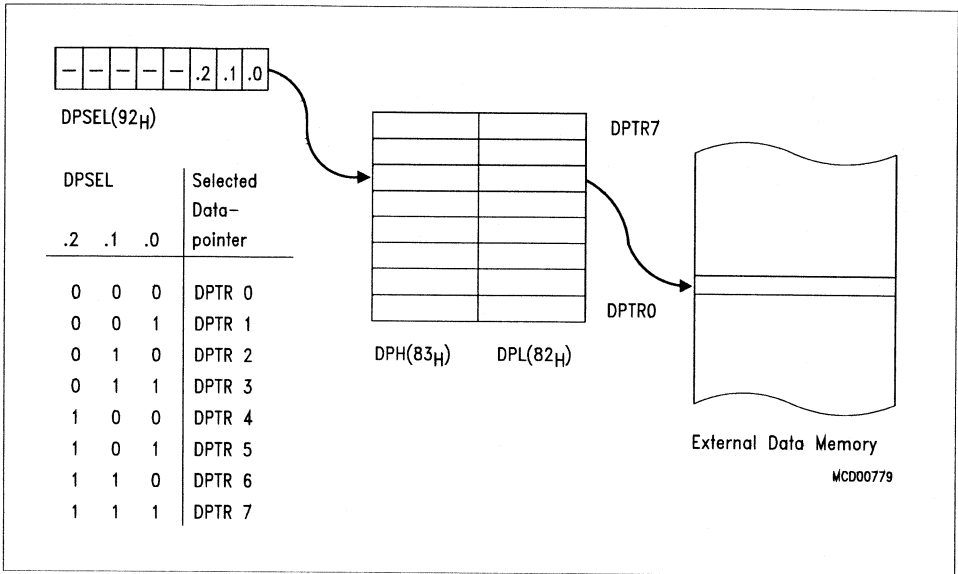 – – – – – .2 .1 .0
DPSEL(92H)
DPSEL Selected Data– pointer
.2 .1 .0
0 0 0 DPTR 0
0 0 1 DPTR 1
0 1 0 DPTR 2
0 1 1 DPTR 3
1 0 0 DPTR 4
1 0 1 DPTR 5
1 1 0 DPTR 6
1 1 1 DPTR 7
DPTR7
DPTR0
DPH(83H) DPL(82H)
External Data Memory
MCD00779